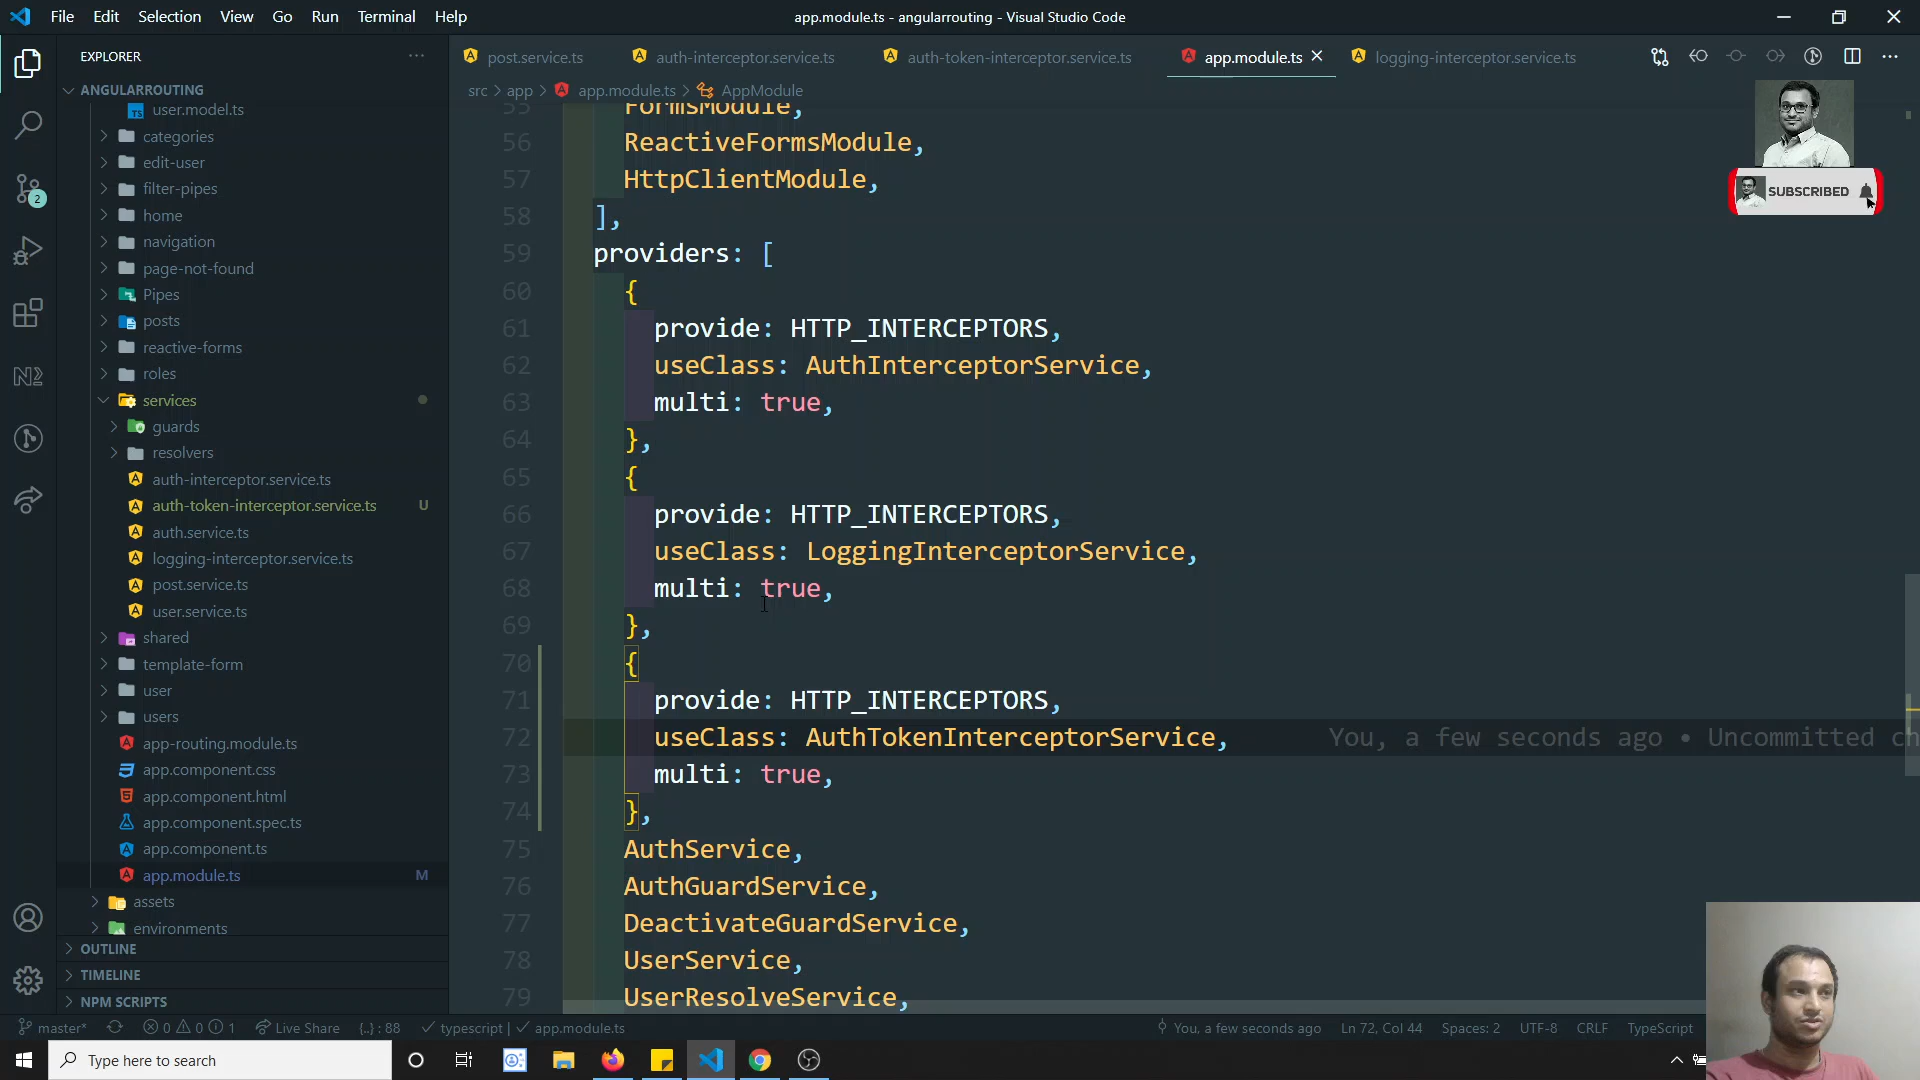 File Edit Selection View Go Run Terminal Help
app.module.ts - angularrouting - Visual Studio Code
EXPLORER
post.service.ts
auth-interceptor.service.ts
auth-token-interceptor.service.ts
app.module.ts
logging-interceptor.service.ts
src > app > app.module.ts > AppModule
ANGULARROUTING
user.model.ts
categories
edit-user
filter-pipes
home
navigation
page-not-found
Pipes
posts
reactive-forms
roles
services
guards
resolvers
auth-interceptor.service.ts
auth-token-interceptor.service.ts U
auth.service.ts
logging-interceptor.service.ts
post.service.ts
user.service.ts
shared
template-form
user
users
app-routing.module.ts
app.component.css
app.component.html
app.component.spec.ts
app.component.ts
app.module.ts M
assets
environments
OUTLINE
TIMELINE
NPM SCRIPTS
2
55 FormsModule,
56 ReactiveFormsModule,
57 HttpClientModule,
58 ],
59 providers: [
60 {
61 provide: HTTP_INTERCEPTORS,
62 useClass: AuthInterceptorService,
63 multi: true,
64 },
65 {
66 provide: HTTP_INTERCEPTORS,
67 useClass: LoggingInterceptorService,
68 multi: true,
69 },
70 {
71 provide: HTTP_INTERCEPTORS,
72 useClass: AuthTokenInterceptorService, You, a few seconds ago • Uncommitted ch
73 multi: true,
74 },
75 AuthService,
76 AuthGuardService,
77 DeactivateGuardService,
78 UserService,
79 UserResolveService,
SUBSCRIBED
master* 0 0 1 Live Share {..} : 88 typescript | app.module.ts You, a few seconds ago Ln 72, Col 44 Spaces: 2 UTF-8 CRLF TypeScript
Type here to search